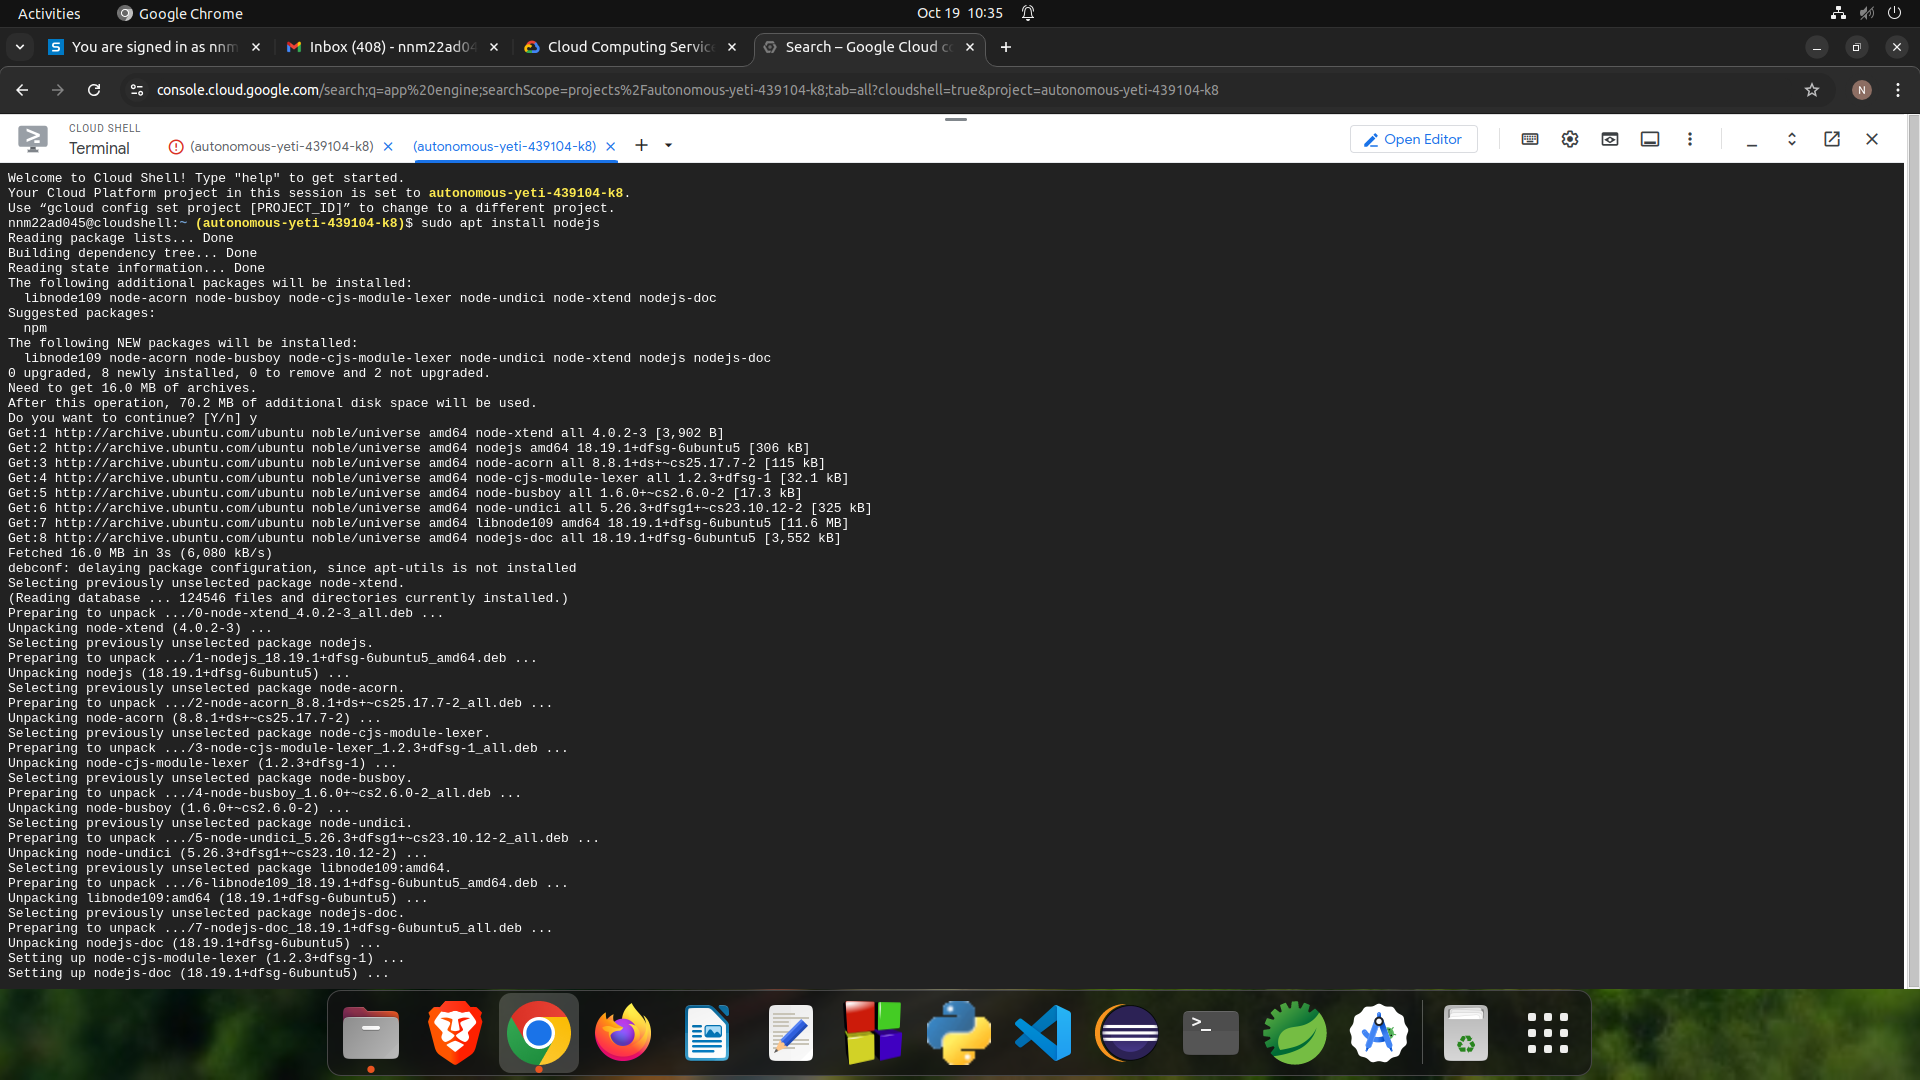 Activities
Google Chrome
Oct 19 10:35
You are signed in as nnm
Inbox (408) - nnm22ad04
Cloud Computing Service
Search – Google Cloud co
console.cloud.google.com/search;q=app%20engine;searchScope=projects%2Fautonomous-yeti-439104-k8;tab=all?cloudshell=true&project=autonomous-yeti-439104-k8
N
CLOUD SHELL
Terminal
(autonomous-yeti-439104-k8)
(autonomous-yeti-439104-k8)
Open Editor
Welcome to Cloud Shell! Type "help" to get started.
Your Cloud Platform project in this session is set to autonomous-yeti-439104-k8.
Use “gcloud config set project [PROJECT_ID]” to change to a different project.
nnm22ad045@cloudshell:~ (autonomous-yeti-439104-k8)$ sudo apt install nodejs
Reading package lists... Done
Building dependency tree... Done
Reading state information... Done
The following additional packages will be installed:
  libnode109 node-acorn node-busboy node-cjs-module-lexer node-undici node-xtend nodejs-doc
Suggested packages:
  npm
The following NEW packages will be installed:
  libnode109 node-acorn node-busboy node-cjs-module-lexer node-undici node-xtend nodejs nodejs-doc
0 upgraded, 8 newly installed, 0 to remove and 2 not upgraded.
Need to get 16.0 MB of archives.
After this operation, 70.2 MB of additional disk space will be used.
Do you want to continue? [Y/n] y
Get:1 http://archive.ubuntu.com/ubuntu noble/universe amd64 node-xtend all 4.0.2-3 [3,902 B]
Get:2 http://archive.ubuntu.com/ubuntu noble/universe amd64 nodejs amd64 18.19.1+dfsg-6ubuntu5 [306 kB]
Get:3 http://archive.ubuntu.com/ubuntu noble/universe amd64 node-acorn all 8.8.1+ds+~cs25.17.7-2 [115 kB]
Get:4 http://archive.ubuntu.com/ubuntu noble/universe amd64 node-cjs-module-lexer all 1.2.3+dfsg-1 [32.1 kB]
Get:5 http://archive.ubuntu.com/ubuntu noble/universe amd64 node-busboy all 1.6.0+~cs2.6.0-2 [17.3 kB]
Get:6 http://archive.ubuntu.com/ubuntu noble/universe amd64 node-undici all 5.26.3+dfsg1+~cs23.10.12-2 [325 kB]
Get:7 http://archive.ubuntu.com/ubuntu noble/universe amd64 libnode109 amd64 18.19.1+dfsg-6ubuntu5 [11.6 MB]
Get:8 http://archive.ubuntu.com/ubuntu noble/universe amd64 nodejs-doc all 18.19.1+dfsg-6ubuntu5 [3,552 kB]
Fetched 16.0 MB in 3s (6,080 kB/s)
debconf: delaying package configuration, since apt-utils is not installed
Selecting previously unselected package node-xtend.
(Reading database ... 124546 files and directories currently installed.)
Preparing to unpack .../0-node-xtend_4.0.2-3_all.deb ...
Unpacking node-xtend (4.0.2-3) ...
Selecting previously unselected package nodejs.
Preparing to unpack .../1-nodejs_18.19.1+dfsg-6ubuntu5_amd64.deb ...
Unpacking nodejs (18.19.1+dfsg-6ubuntu5) ...
Selecting previously unselected package node-acorn.
Preparing to unpack .../2-node-acorn_8.8.1+ds+~cs25.17.7-2_all.deb ...
Unpacking node-acorn (8.8.1+ds+~cs25.17.7-2) ...
Selecting previously unselected package node-cjs-module-lexer.
Preparing to unpack .../3-node-cjs-module-lexer_1.2.3+dfsg-1_all.deb ...
Unpacking node-cjs-module-lexer (1.2.3+dfsg-1) ...
Selecting previously unselected package node-busboy.
Preparing to unpack .../4-node-busboy_1.6.0+~cs2.6.0-2_all.deb ...
Unpacking node-busboy (1.6.0+~cs2.6.0-2) ...
Selecting previously unselected package node-undici.
Preparing to unpack .../5-node-undici_5.26.3+dfsg1+~cs23.10.12-2_all.deb ...
Unpacking node-undici (5.26.3+dfsg1+~cs23.10.12-2) ...
Selecting previously unselected package libnode109:amd64.
Preparing to unpack .../6-libnode109_18.19.1+dfsg-6ubuntu5_amd64.deb ...
Unpacking libnode109:amd64 (18.19.1+dfsg-6ubuntu5) ...
Selecting previously unselected package nodejs-doc.
Preparing to unpack .../7-nodejs-doc_18.19.1+dfsg-6ubuntu5_all.deb ...
Unpacking nodejs-doc (18.19.1+dfsg-6ubuntu5) ...
Setting up node-cjs-module-lexer (1.2.3+dfsg-1) ...
Setting up nodejs-doc (18.19.1+dfsg-6ubuntu5) ...